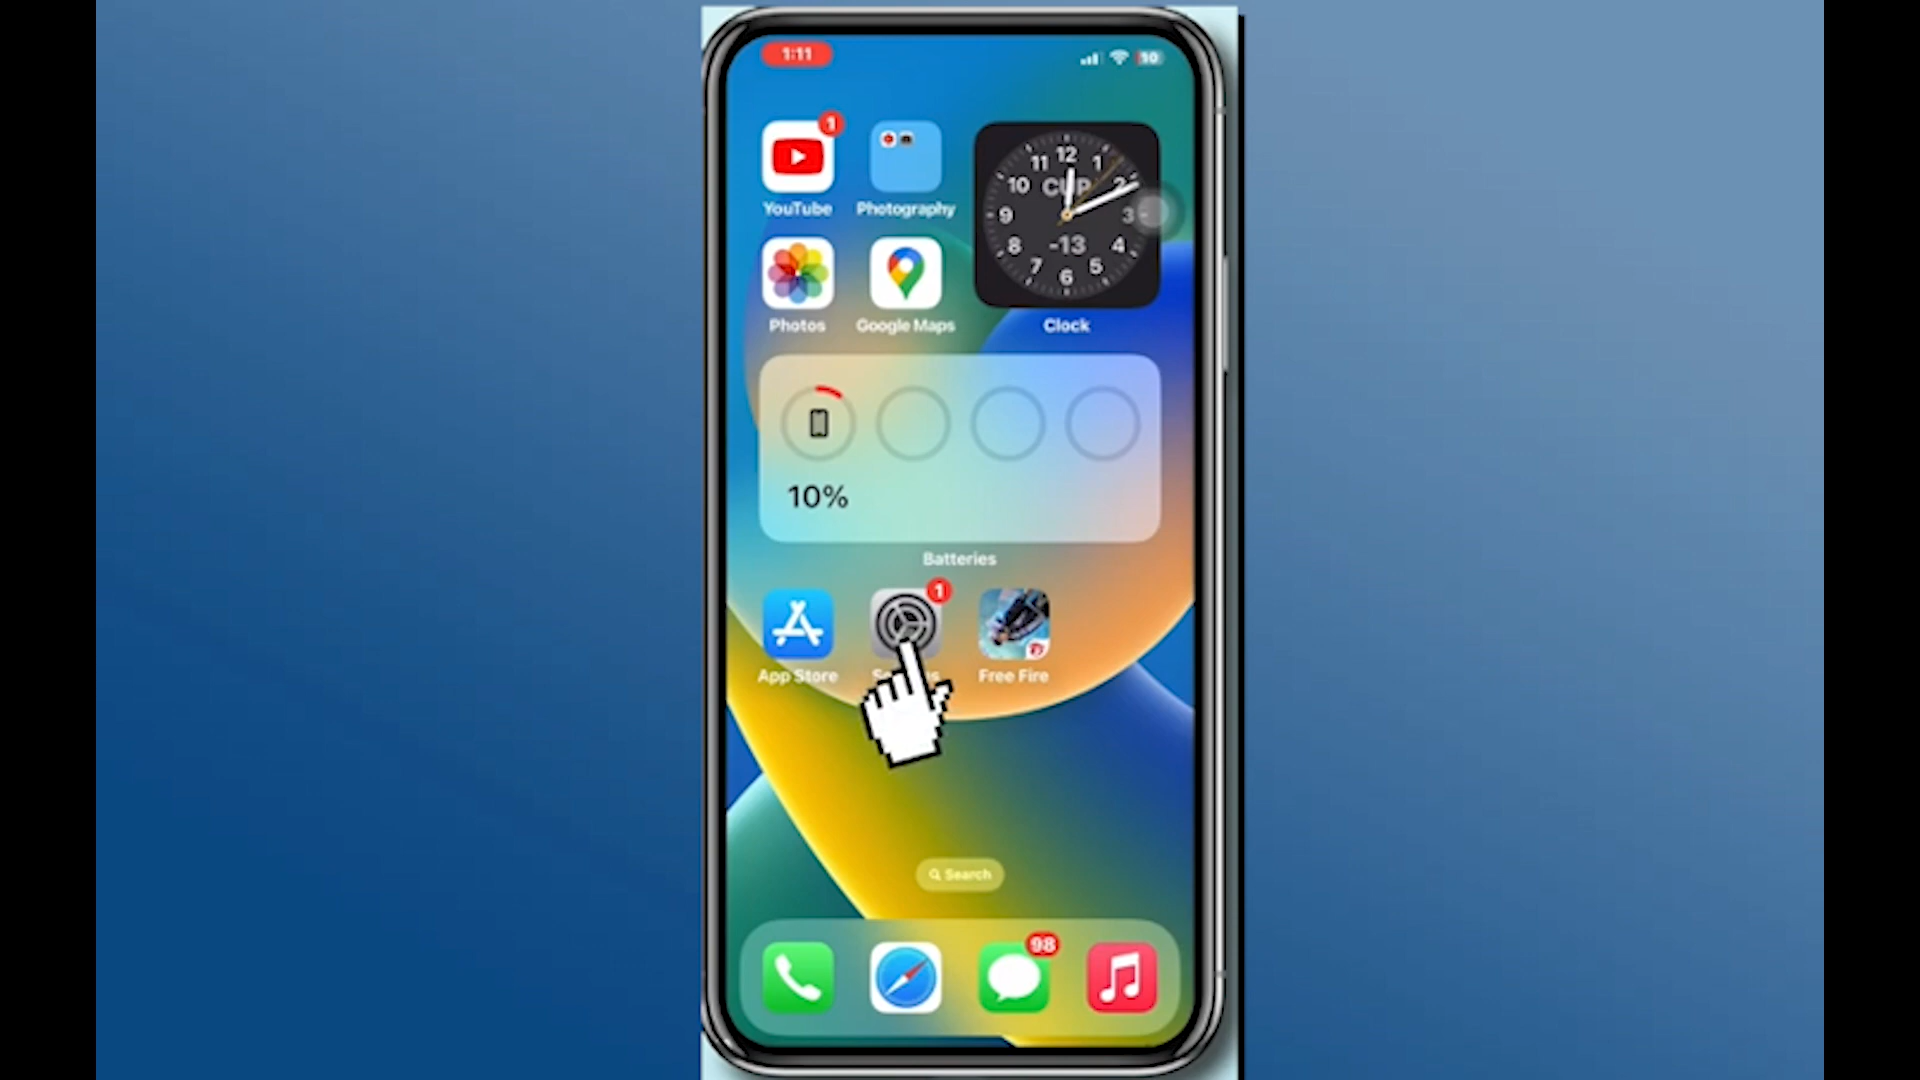 1:11
10
1
YouTube
Photography
12
11
1
10
CUP
2
9
3
8
-13
4
7
5
6
Photos
Google Maps
Clock
10%
Batteries
1
App Store
Free Fire
Search
98